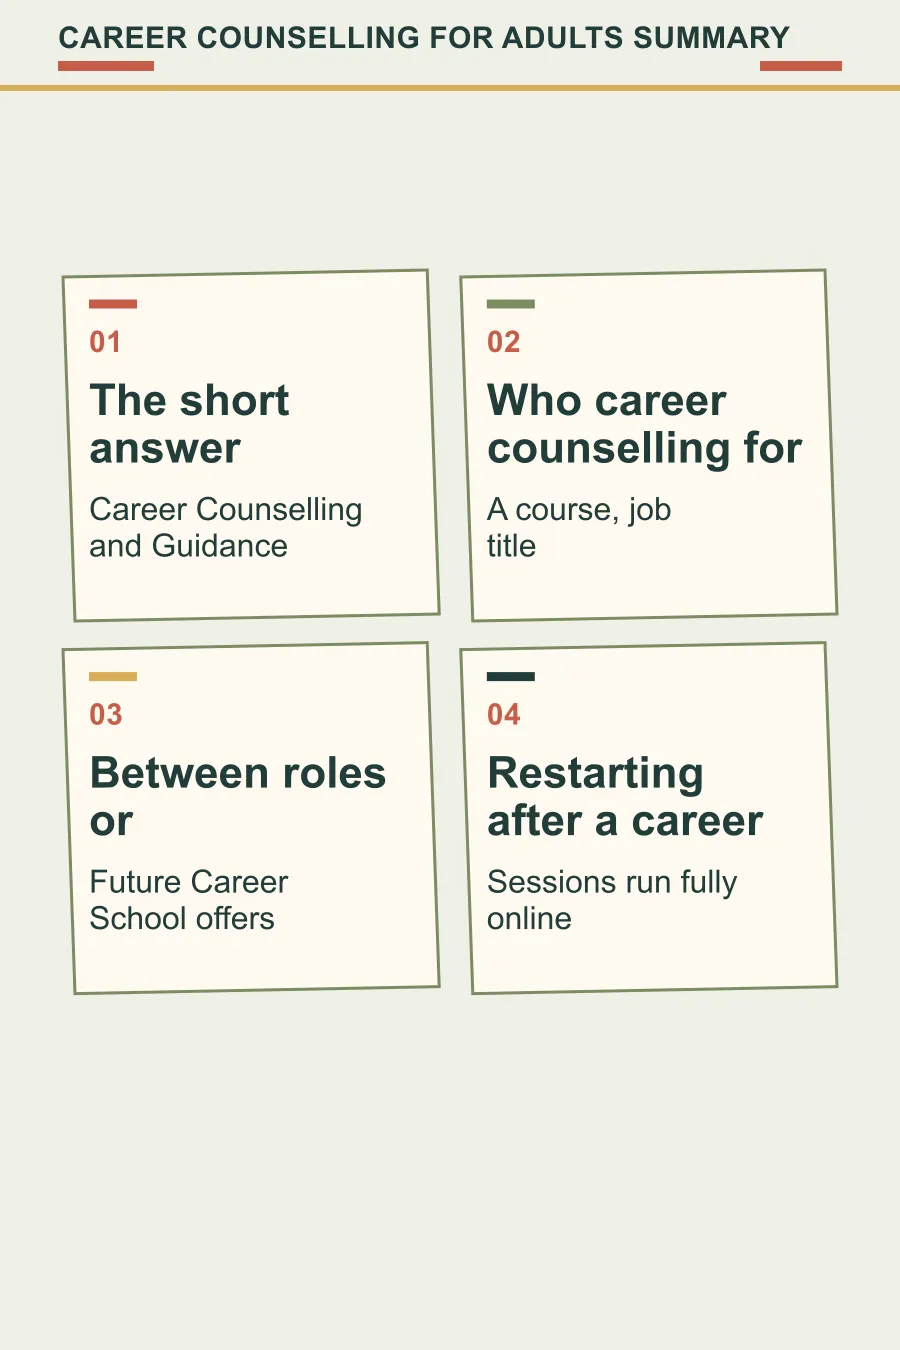 CAREER COUNSELLING FOR ADULTS SUMMARY
01
The short
answer
Career Counselling
and Guidance
02
Who career
counselling for
A course, job
title
03
Between roles
or
Future Career
School offers
04
Restarting
after a career
Sessions run fully
online